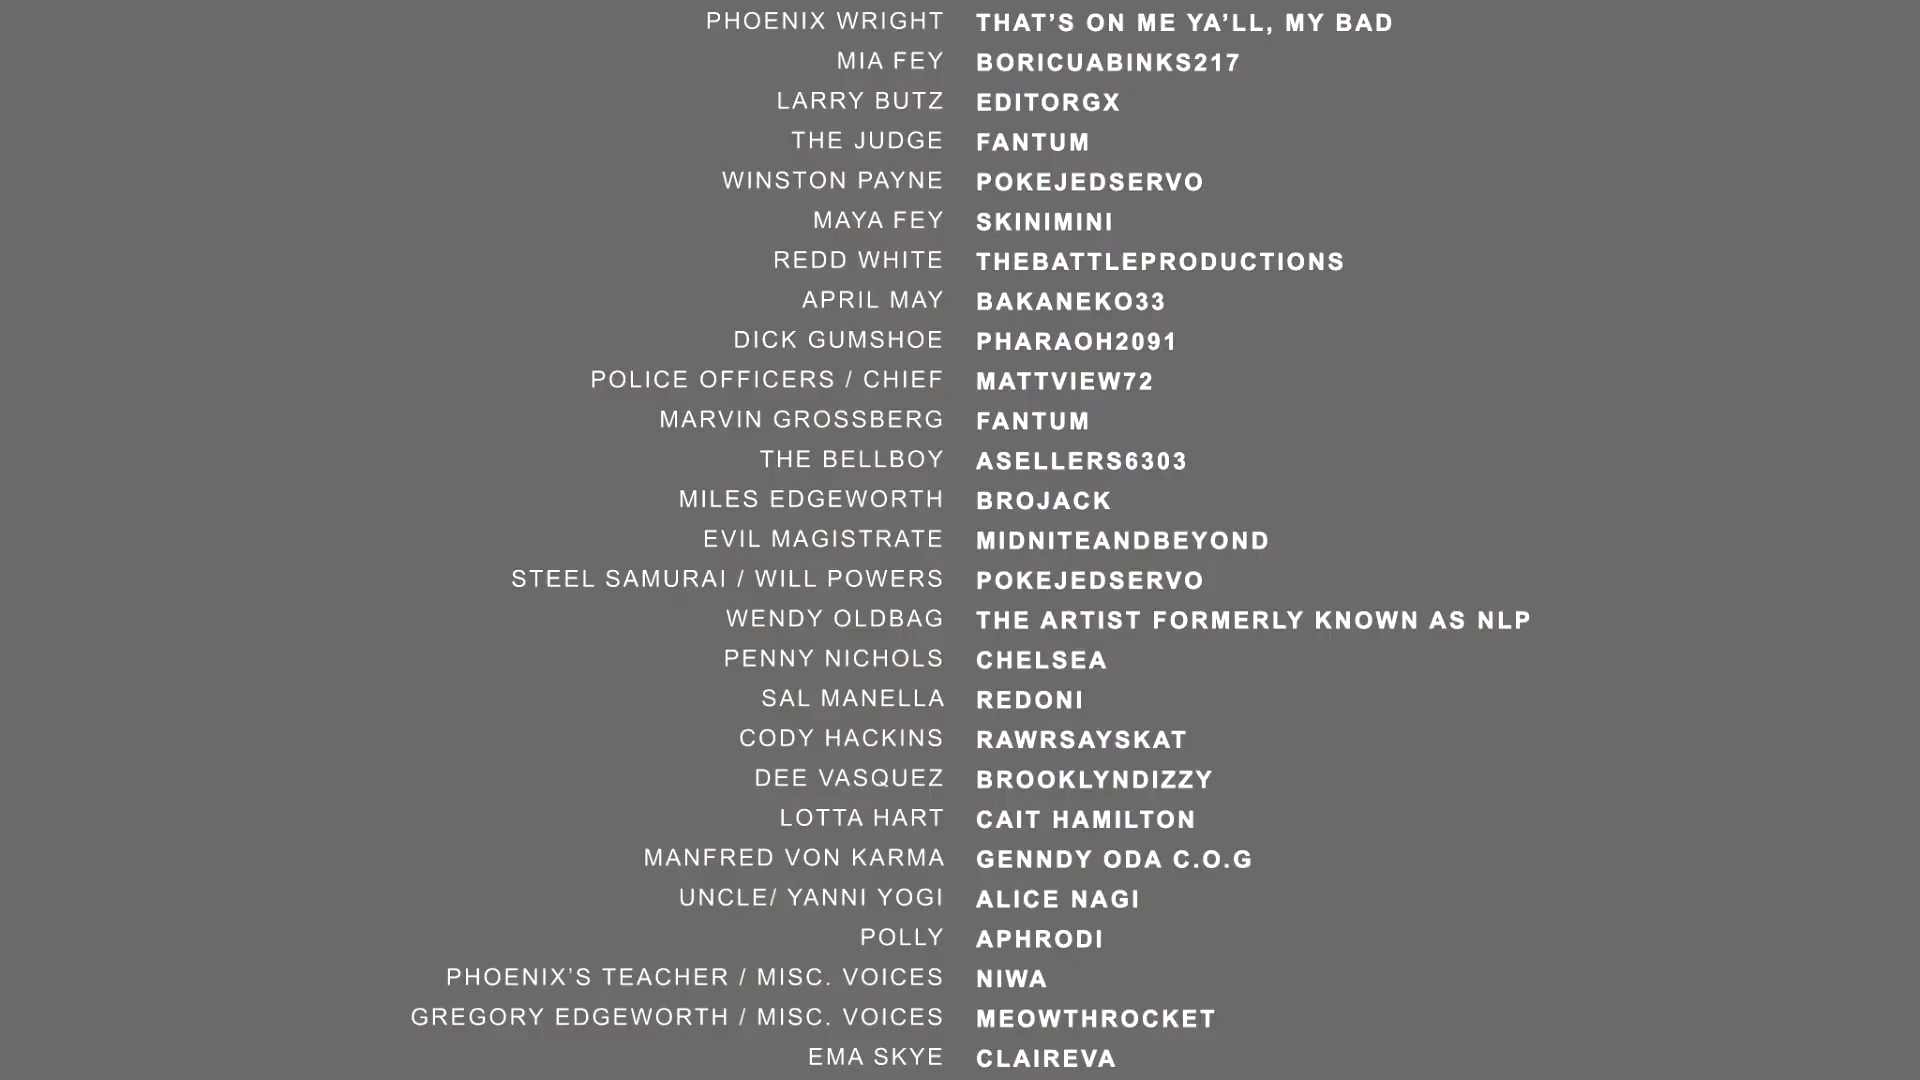 PHOENIX WRIGHT THAT’S ON ME YA’LL, MY BAD
MIA FEY BORICUABINKS217
LARRY BUTZ EDITORGX
THE JUDGE FANTUM
WINSTON PAYNE POKEJEDSERVO
MAYA FEY SKINIMINI
REDD WHITE THEBATTLEPRODUCTIONS
APRIL MAY BAKANEKO33
DICK GUMSHOE PHARAOH2091
POLICE OFFICERS / CHIEF MATTVIEW72
MARVIN GROSSBERG FANTUM
THE BELLBOY ASELLERS6303
MILES EDGEWORTH BROJACK
EVIL MAGISTRATE MIDNITEANDBEYOND
STEEL SAMURAI / WILL POWERS POKEJEDSERVO
WENDY OLDBAG THE ARTIST FORMERLY KNOWN AS NLP
PENNY NICHOLS CHELSEA
SAL MANELLA REDONI
CODY HACKINS RAWRSAYSKAT
DEE VASQUEZ BROOKLYNDIZZY
LOTTA HART CAIT HAMILTON
MANFRED VON KARMA GENNDY ODA C.O.G
UNCLE/ YANNI YOGI ALICE NAGI
POLLY APHRODI
PHOENIX’S TEACHER / MISC. VOICES NIWA
GREGORY EDGEWORTH / MISC. VOICES MEOWTHROCKET
EMA SKYE CLAIREVA